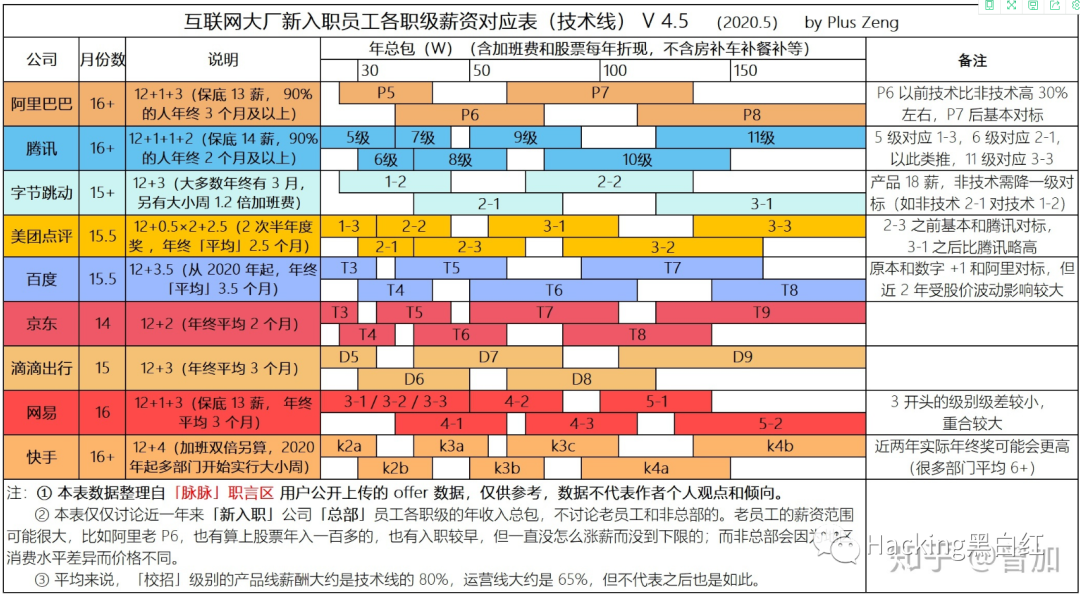 互联网大厂新入职员工各职级薪资对应表（技术线）V 4.5 (2020.5) by Plus Zeng
公司 月份数 说明 年总包（W）（含加班费和股票每年折现，不含房补车补餐补等） 备注
30 50 100 150
阿里巴巴 16+ 12+1+3（保底 13 薪，90%
的人年终 3 个月及以上）
P5 P7
P6 P8
P6 以前技术比非技术高 30%
左右，P7 后基本对标
腾讯 16+ 12+1+1+2（保底 14 薪，90%
的人年终 2 个月及以上）
5级 7级 9级 11级
6级 8级 10级
5 级对应 1-3，6 级对应 2-1，
以此类推，11 级对应 3-3
字节跳动 15+ 12+3（大多数年终有 3 月，
另有大小周 1.2 倍加班费）
1-2 2-2
2-1 3-1
产品 18 薪，非技术需降一级对
标（如非技术 2-1 对技术 1-2）
美团点评 15.5 12+0.5×2+2.5（2 次半年度
奖，年终「平均」2.5 个月）
1-3 2-2 3-1 3-3
2-1 2-3 3-2
2-3 之前基本和腾讯对标，
3-1 之后比腾讯略高
百度 15.5 12+3.5（从 2020 年起，年终
「平均」3.5 个月）
T3 T5 T7
T4 T6 T8
原本和数字 +1 和阿里对标，但
近 2 年受股价波动影响较大
京东 14 12+2（年终平均 2 个月）
T3 T5 T7 T9
T4 T6 T8
滴滴出行 15 12+3（年终平均 3 个月）
D5 D7 D9
D6 D8
网易 16 12+1+3（保底 13 薪， 年终
平均 3 个月）
3-1 / 3-2 / 3-3 4-2 5-1
4-1 4-3 5-2
3 开头的级别级差较小，
重合较大
快手 16+ 12+4（加班双倍另算，2020
年起多部门开始实行大小周）
k2a k3a k3c k4b
k2b k3b k4a
近两年实际年终奖可能会更高
（很多部门平均 6+）
注：① 本表数据整理自「脉脉」职言区 用户公开上传的 offer 数据，仅供参考，数据不代表作者个人观点和倾向。
② 本表仅仅讨论近一年来「新入职」公司「总部」员工各职级的年收入总包，不讨论老员工和非总部的。老员工的薪资范围
可能很大，比如阿里老 P6，也有算上股票年入一百多的，也有入职较早，但一直没怎么涨薪而没到下限的；而非总部会因为
消费水平差异而价格不同。
③ 平均来说，「校招」级别的产品线薪酬大约是技术线的 80%，运营线大约是 65%，但不代表之后也是如此。
Hacking黑白红
知乎 @曾加